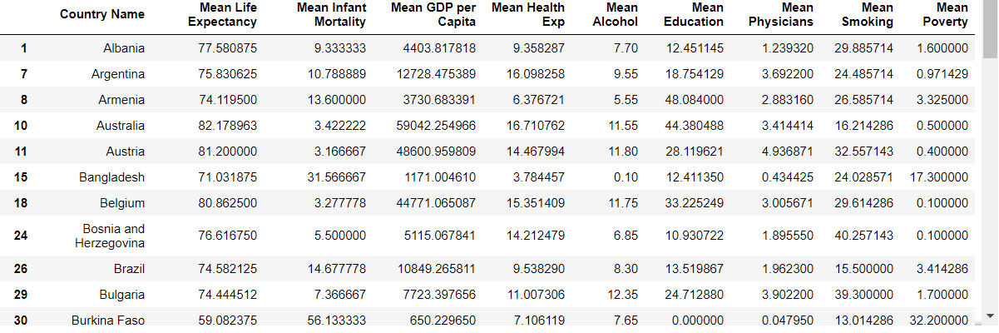 Country Name Mean Life Expectancy Mean Infant Mortality Mean GDP per Capita Mean Health Exp Mean Alcohol Mean Education Mean Physicians Mean Smoking Mean Poverty
1 Albania 77.580875 9.333333 4403.817818 9.358287 7.70 12.451145 1.239320 29.885714 1.600000
7 Argentina 75.830625 10.788889 12728.475389 16.098258 9.55 18.754129 3.692200 24.485714 0.971429
8 Armenia 74.119500 13.600000 3730.683391 6.376721 5.55 48.084000 2.883160 26.585714 3.325000
10 Australia 82.178963 3.422222 59042.254966 16.710762 11.55 44.380488 3.414414 16.214286 0.500000
11 Austria 81.200000 3.166667 48600.959809 14.467994 11.80 28.119621 4.936871 32.557143 0.400000
15 Bangladesh 71.031875 31.566667 1171.004610 3.784457 0.10 12.411350 0.434425 24.028571 17.300000
18 Belgium 80.862500 3.277778 44771.065087 15.351409 11.75 33.225249 3.005671 29.614286 0.100000
24 Bosnia and Herzegovina 76.616750 5.500000 5115.067841 14.212479 6.85 10.930722 1.895550 40.257143 0.100000
26 Brazil 74.582125 14.677778 10849.265811 9.538290 8.30 13.519867 1.962300 15.500000 3.414286
29 Bulgaria 74.444512 7.366667 7723.397656 11.007306 12.35 24.712880 3.902200 39.300000 1.700000
30 Burkina Faso 59.082375 56.133333 650.229650 7.106119 7.65 0.000000 0.047950 13.014286 32.200000